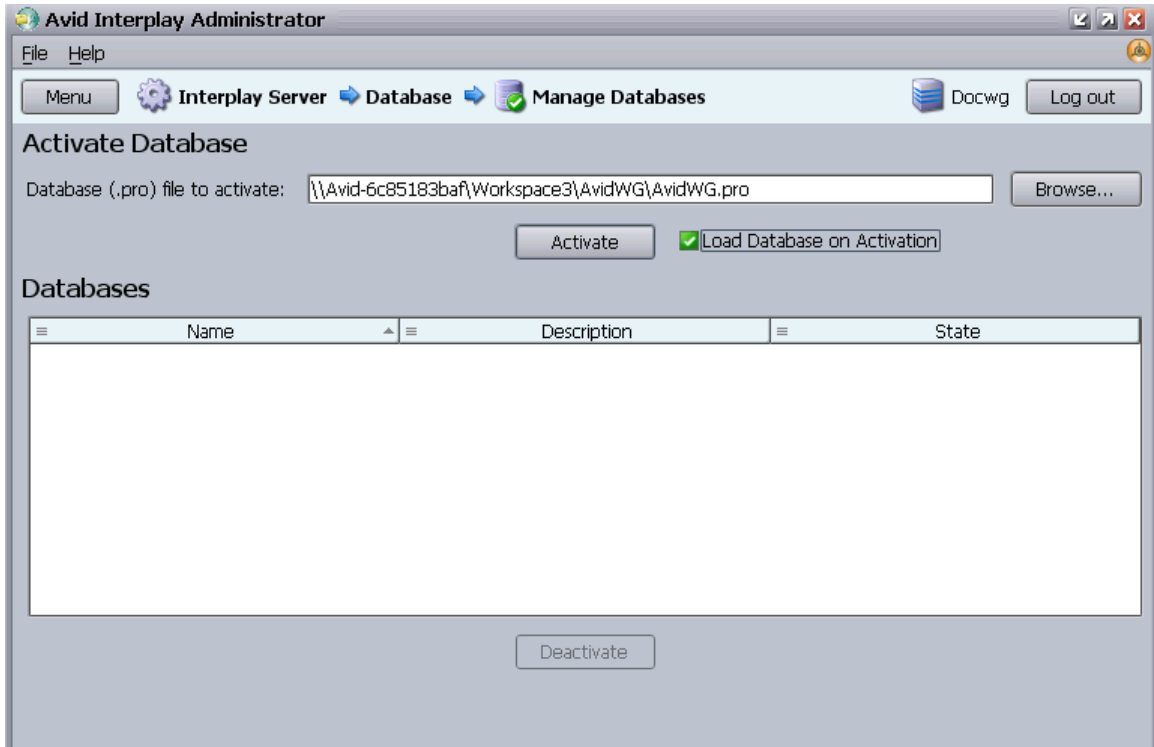 Avid Interplay Administrator
File Help
Menu Interplay Server Database Manage Databases Docwg Log out
Activate Database
Database (.pro) file to activate: \\Avid-6c85183baf\Workspace3\AvidWG\AvidWG.pro Browse...
Activate Load Database on Activation
Databases
Name Description State
Deactivate